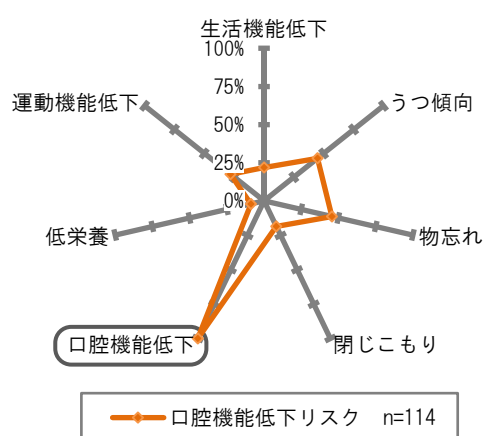 生活機能低下
100%
75%
50%
25%
0%
うつ傾向
物忘れ
閉じこもり
口腔機能低下
低栄養
運動機能低下
口腔機能低下リスク n=114